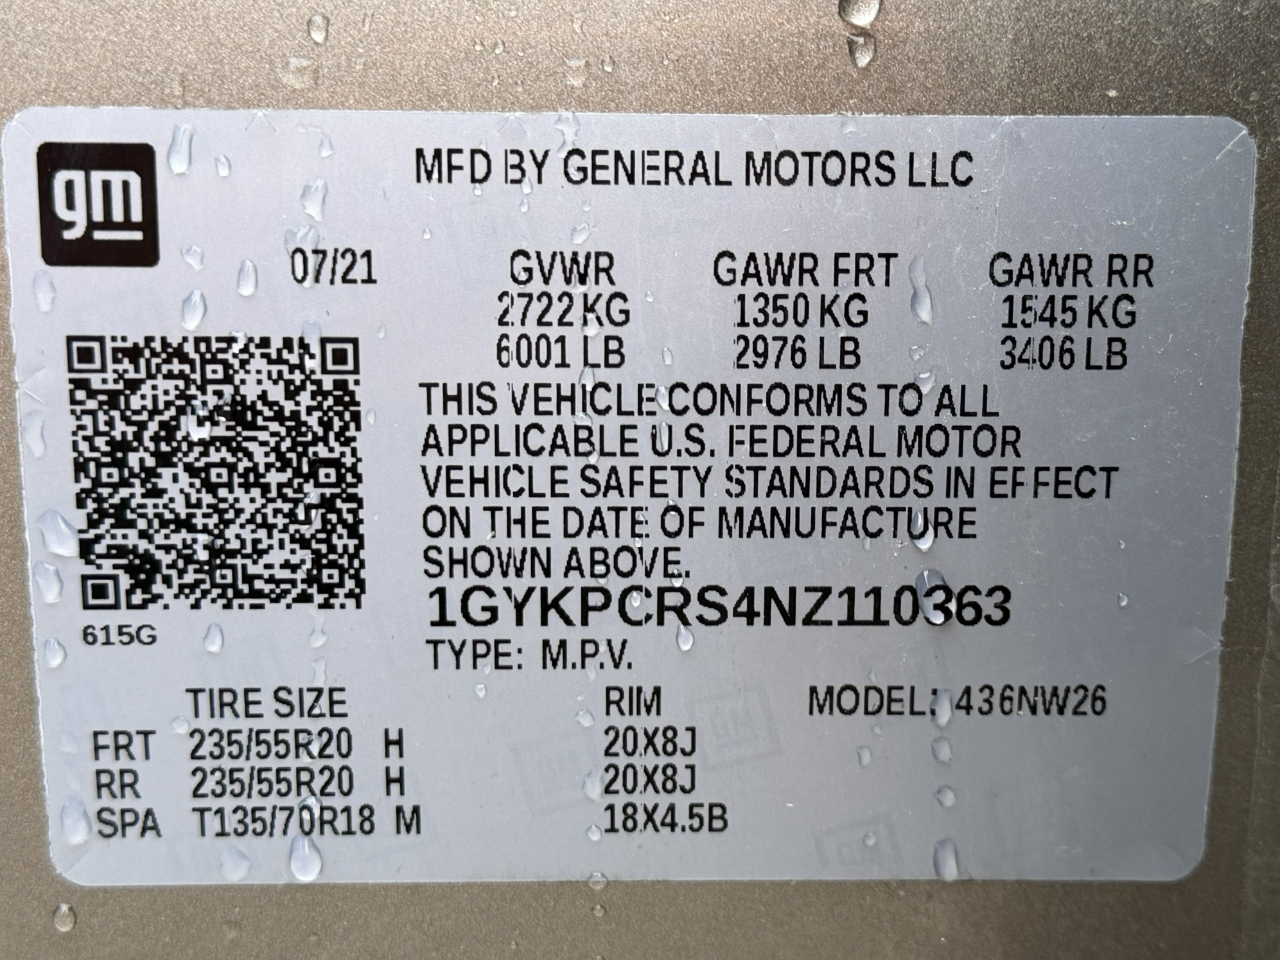 gm
MFD BY GENERAL MOTORS LLC
07/21 GVWR GAWR FRT GAWR RR
2722 KG 1350 KG 1545 KG
6001 LB 2976 LB 3406 LB
THIS VEHICLE CONFORMS TO ALL
APPLICABLE U.S. FEDERAL MOTOR
VEHICLE SAFETY STANDARDS IN EFFECT
ON THE DATE OF MANUFACTURE
SHOWN ABOVE.
1GYKPCRS4NZ110363
615G
TYPE: M.P.V.
TIRE SIZE RIM MODEL: 436NW26
FRT 235/55R20 H 20X8J
RR 235/55R20 H 20X8J
SPA T135/70R18 M 18X4.5B